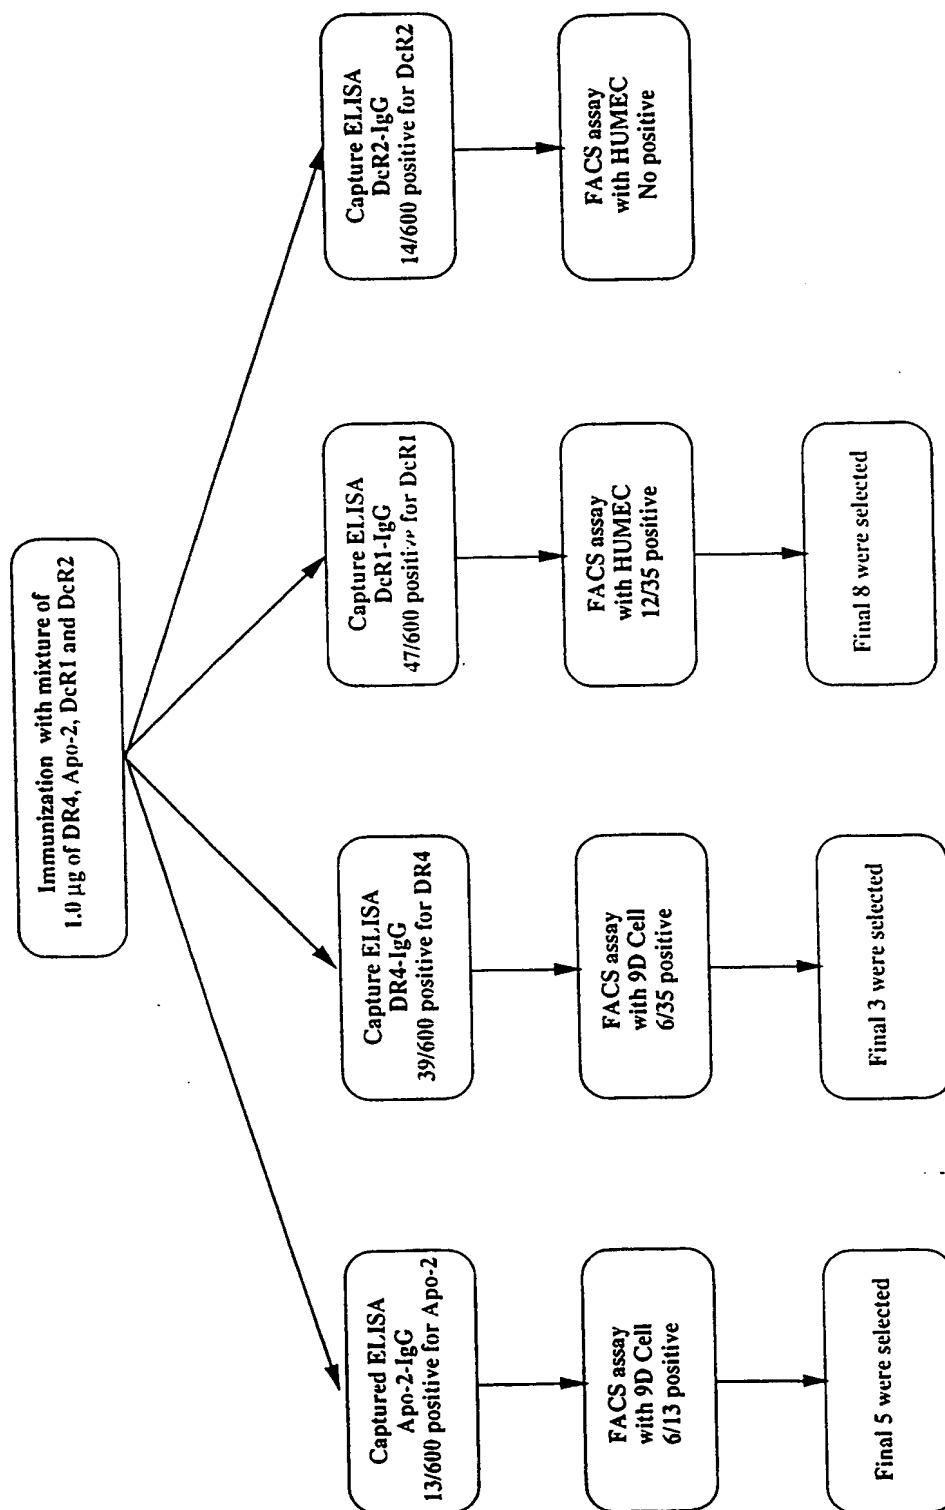 Immunization with mixture of
1.0 µg of DR4, Apo-2, DcR1 and DcR2
Captured ELISA
Apo-2-IgG
13/600 positive for Apo-2
Capture ELISA
DR4-IgG
39/600 positive for DR4
Capture ELISA
DcR1-IgG
47/600 positive for DcR1
Capture ELISA
DcR2-IgG
14/600 positive for DcR2
FACS assay
with 9D Cell
6/13 positive
FACS assay
with 9D Cell
6/35 positive
FACS assay
with HUMEC
12/35 positive
FACS assay
with HUMEC
No positive
Final 5 were selected
Final 3 were selected
Final 8 were selected